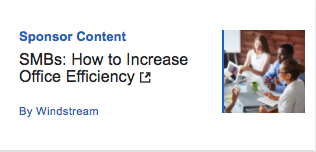 Sponsor Content
SMBs: How to Increase
Office Efficiency
By Windstream